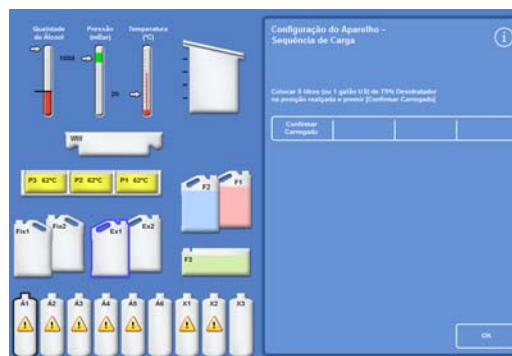 Qualidade do Álcool
Pressão (mBar)
Temperatura (°C)
1000
20
WW
P3 62°C
P2 62°C
P1 62°C
F2
F1
Fix1
Fix2
Ex1
Ex2
F3
A1
A2
A3
A4
A5
A6
X1
X2
X3
Configuração do Aparelho –
Sequência de Carga
i
Colocar 5 litros (ou 1 galão US) de 75% Desidratador
na posição realçada e premir [Confirmar Carregado]
Confirmar
Carregado
OK